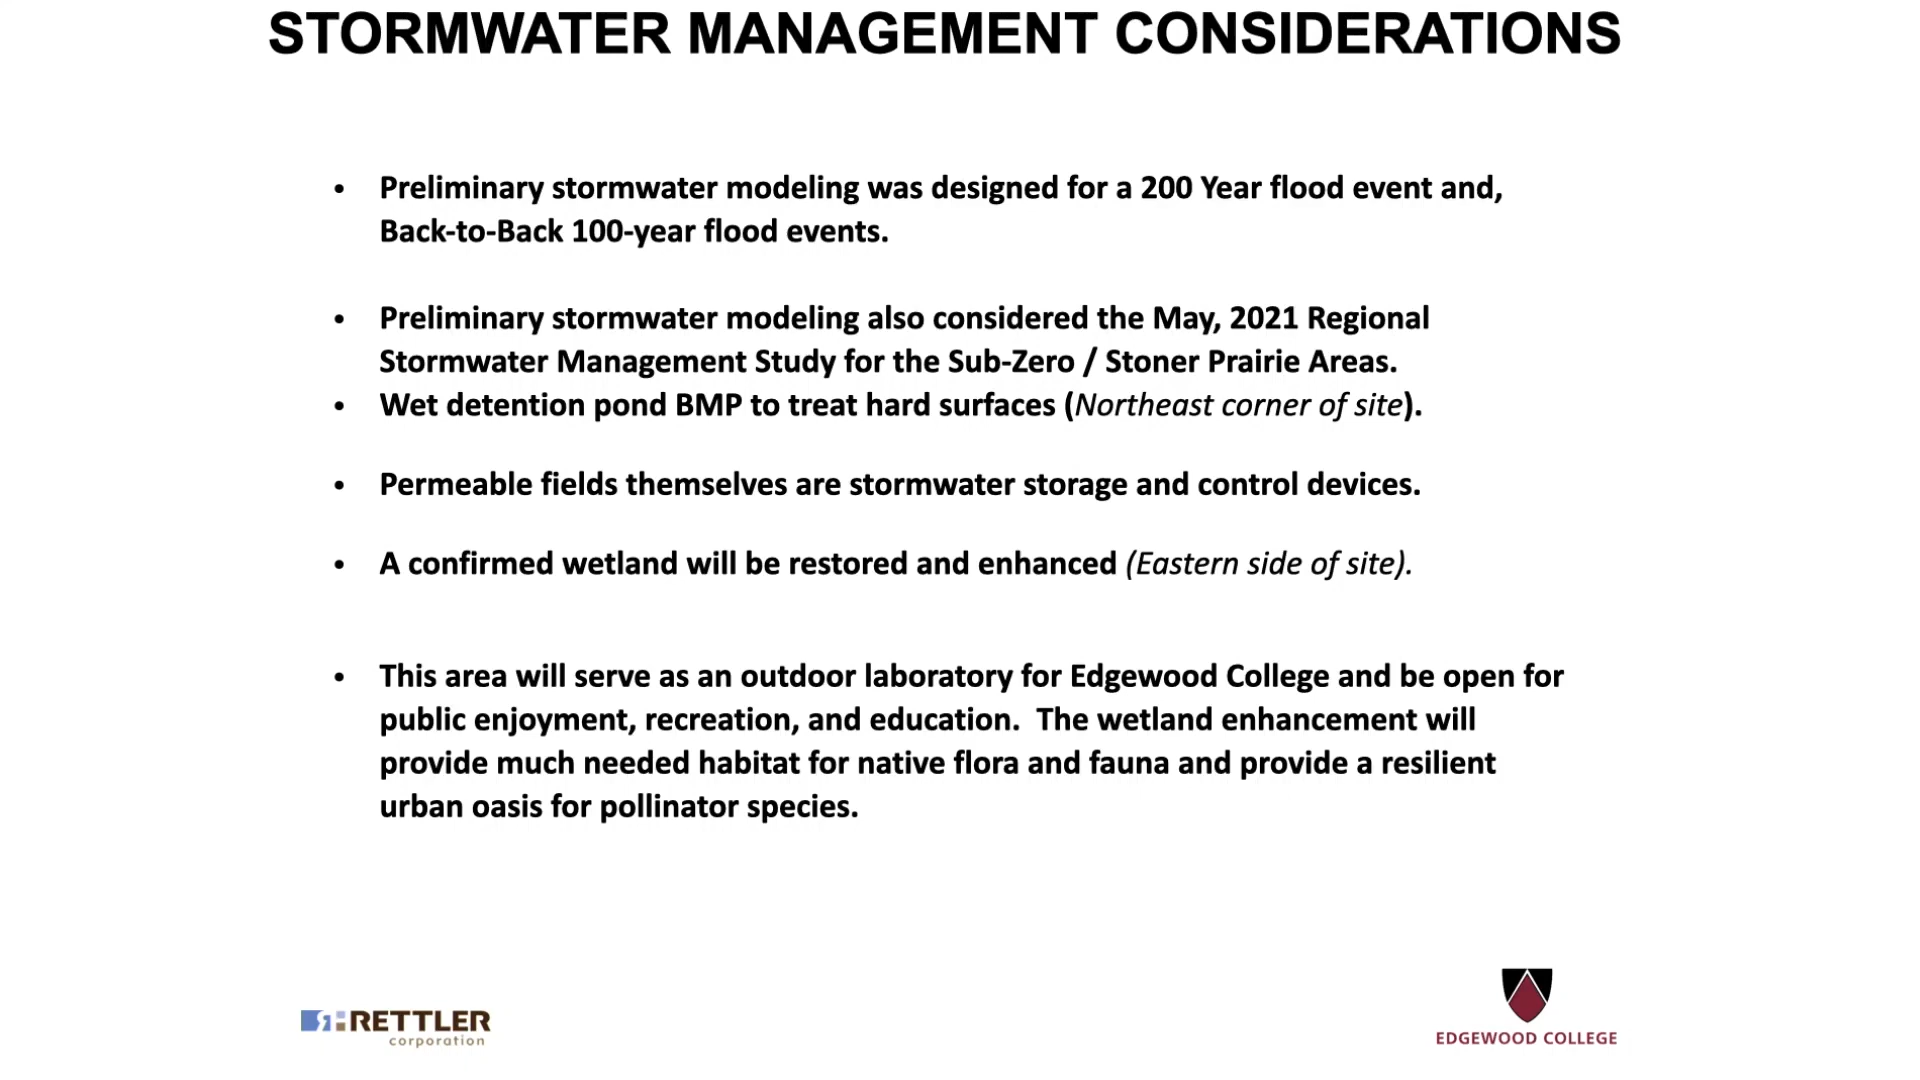 STORMWATER MANAGEMENT CONSIDERATIONS
• Preliminary stormwater modeling was designed for a 200 Year flood event and,
Back-to-Back 100-year flood events.
• Preliminary stormwater modeling also considered the May, 2021 Regional
Stormwater Management Study for the Sub-Zero / Stoner Prairie Areas.
• Wet detention pond BMP to treat hard surfaces (Northeast corner of site).
• Permeable fields themselves are stormwater storage and control devices.
• A confirmed wetland will be restored and enhanced (Eastern side of site).
• This area will serve as an outdoor laboratory for Edgewood College and be open for
public enjoyment, recreation, and education.  The wetland enhancement will
provide much needed habitat for native flora and fauna and provide a resilient
urban oasis for pollinator species.
RETTLER
corporation
EDGEWOOD COLLEGE